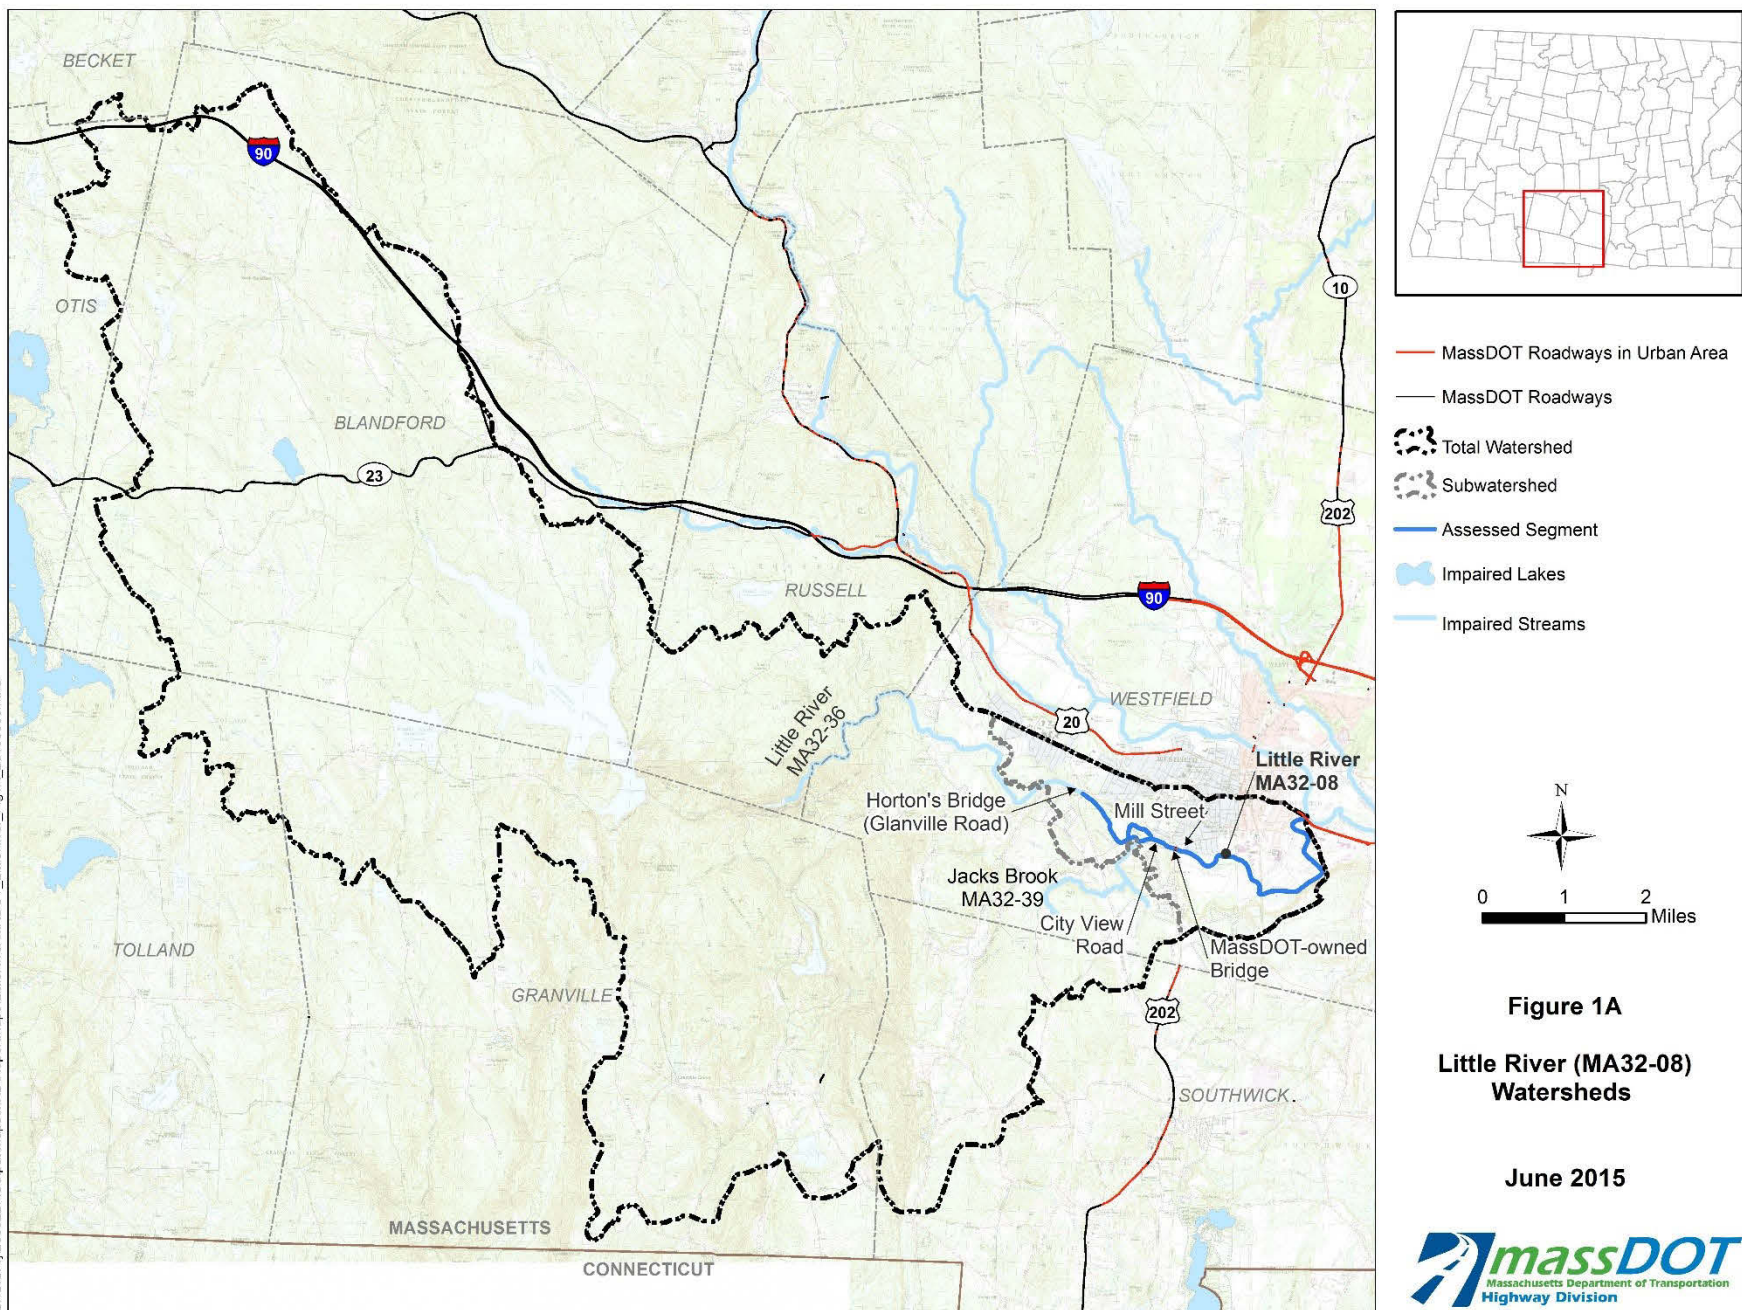 BECKET
90
OTIS
10
BLANDFORD
23
202
RUSSELL
90
WESTFIELD
20
Little River
MA32-36
Little River
MA32-08
Horton's Bridge
(Glanville Road)
Mill Street
Jacks Brook
MA32-39
City View
Road
MassDOT-owned
Bridge
TOLLAND
GRANVILLE
202
SOUTHWICK
MASSACHUSETTS
CONNECTICUT
MassDOT Roadways in Urban Area
MassDOT Roadways
Total Watershed
Subwatershed
Assessed Segment
Impaired Lakes
Impaired Streams
N
0 1 2
Miles
Figure 1A
Little River (MA32-08)
Watersheds
June 2015
massDOT
Massachusetts Department of Transportation
Highway Division